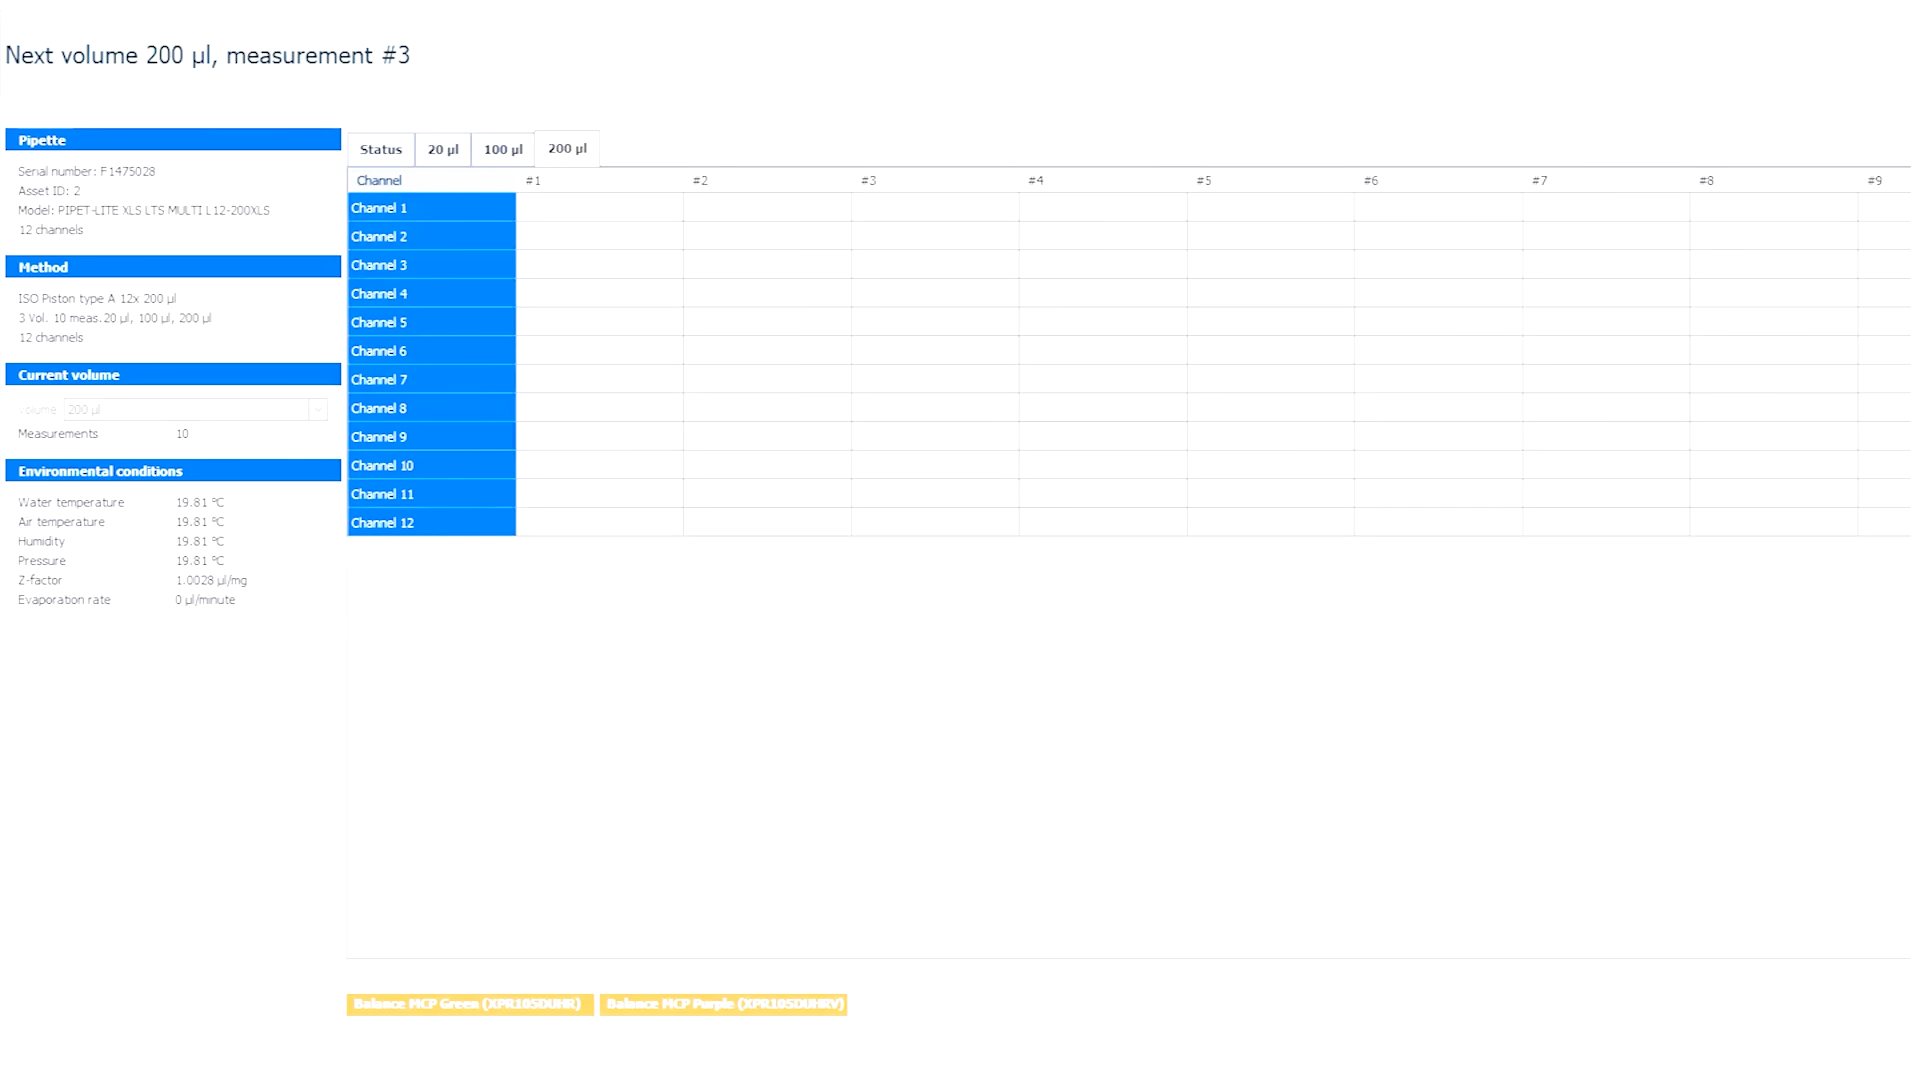 Next volume 200 µl, measurement #3
Pipette
Serial number: F1475028
Asset ID: 2
Model: PIPET-LITE XLS LTS MULTI L12-200XLS
12 channels
Method
ISO Piston type A 12x 200 µl
3 Vol. 10 meas.20 µl, 100 µl, 200 µl
12 channels
Current volume
volume 200 µl
Measurements 10
Environmental conditions
Water temperature 19.81 °C
Air temperature 19.81 °C
Humidity 19.81 °C
Pressure 19.81 °C
Z-factor 1.0028 µl/mg
Evaporation rate 0 µl/minute
Status 20 µl 100 µl 200 µl
Channel #1 #2 #3 #4 #5 #6 #7 #8 #9
Channel 1
Channel 2
Channel 3
Channel 4
Channel 5
Channel 6
Channel 7
Channel 8
Channel 9
Channel 10
Channel 11
Channel 12
Balance MCP Green (XPR105DUHR) Balance MCP Purple (XPR105DUHRV)